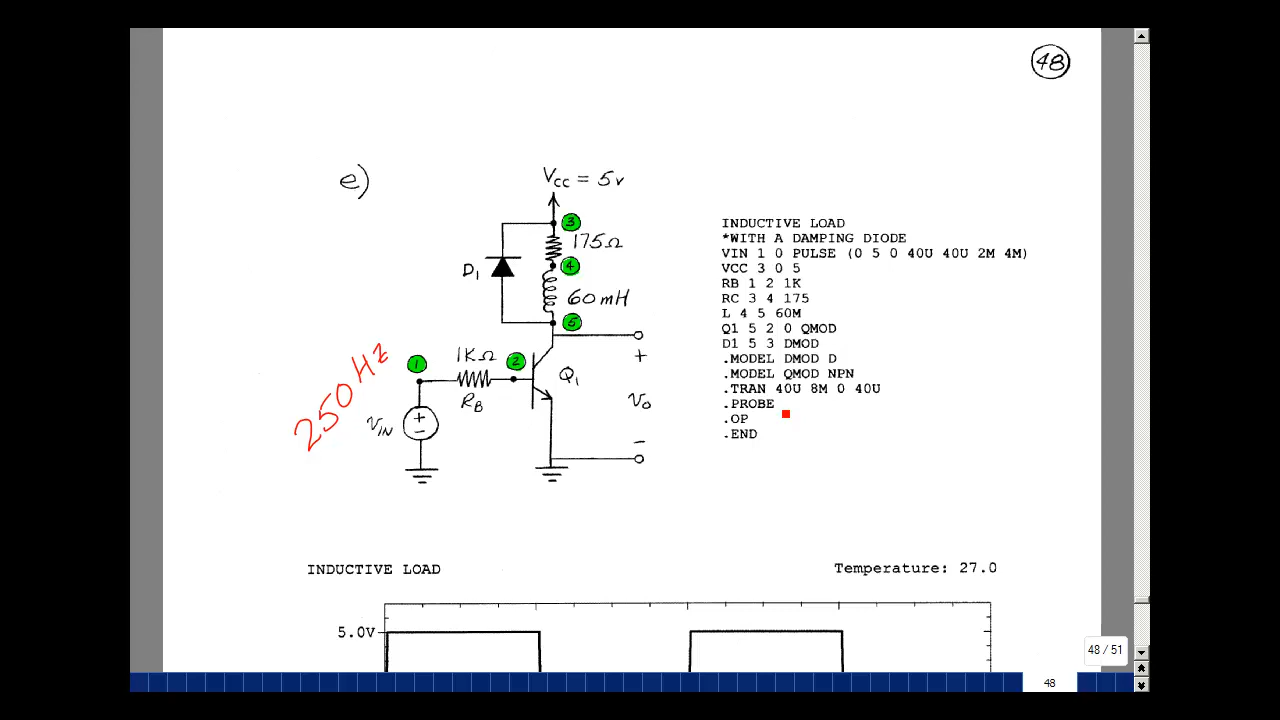 48
e)
VCC = 5v
3
175Ω
4
D1
60mH
5
1
1KΩ
2
Q1
RB
VIN
+
−
+
Vo
−
250 Hz
INDUCTIVE LOAD
*WITH A DAMPING DIODE
VIN 1 0 PULSE (0 5 0 40U 40U 2M 4M)
VCC 3 0 5
RB 1 2 1K
RC 3 4 175
L 4 5 60M
Q1 5 2 0 QMOD
D1 5 3 DMOD
.MODEL DMOD D
.MODEL QMOD NPN
.TRAN 40U 8M 0 40U
.PROBE
.OP
.END
INDUCTIVE LOAD
Temperature: 27.0
5.0V
48 / 51
48